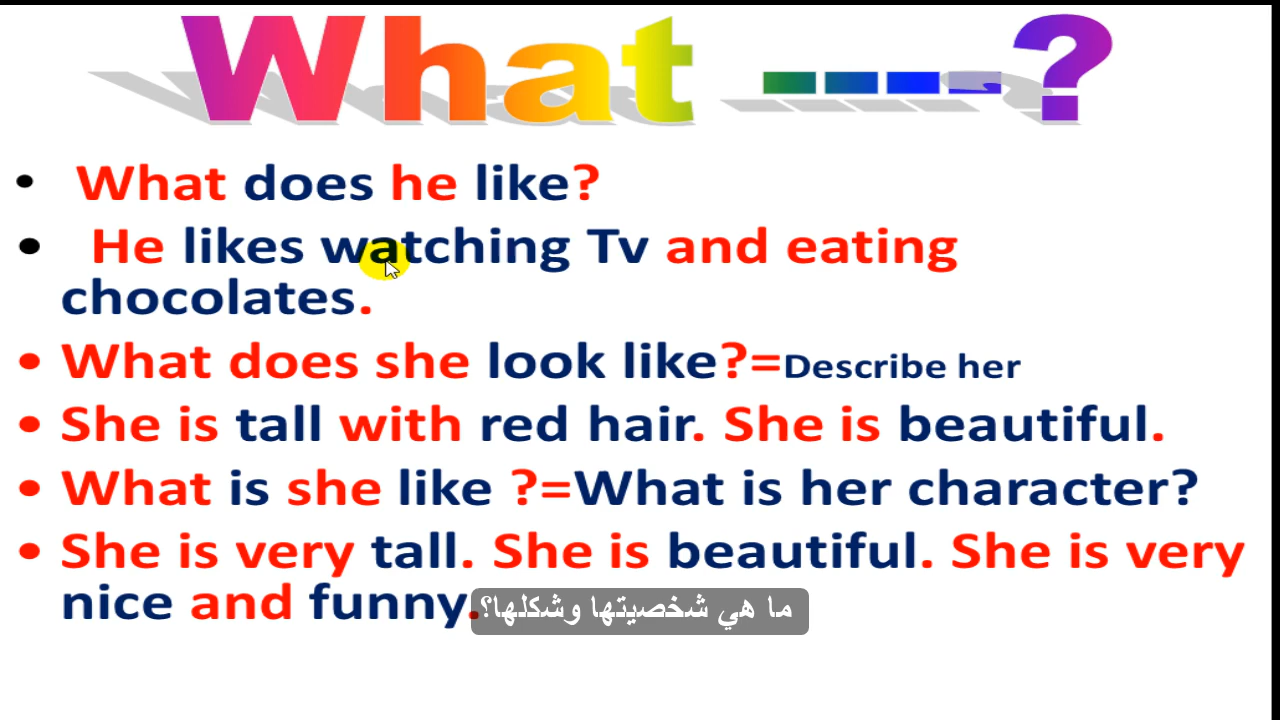 What ----?
• What does he like?
• He likes watching Tv and eating
chocolates.
• What does she look like?=Describe her
• She is tall with red hair. She is beautiful.
• What is she like ?=What is her character?
• She is very tall. She is beautiful. She is very
nice and funny.
ما هي شخصيتها وشكلها؟